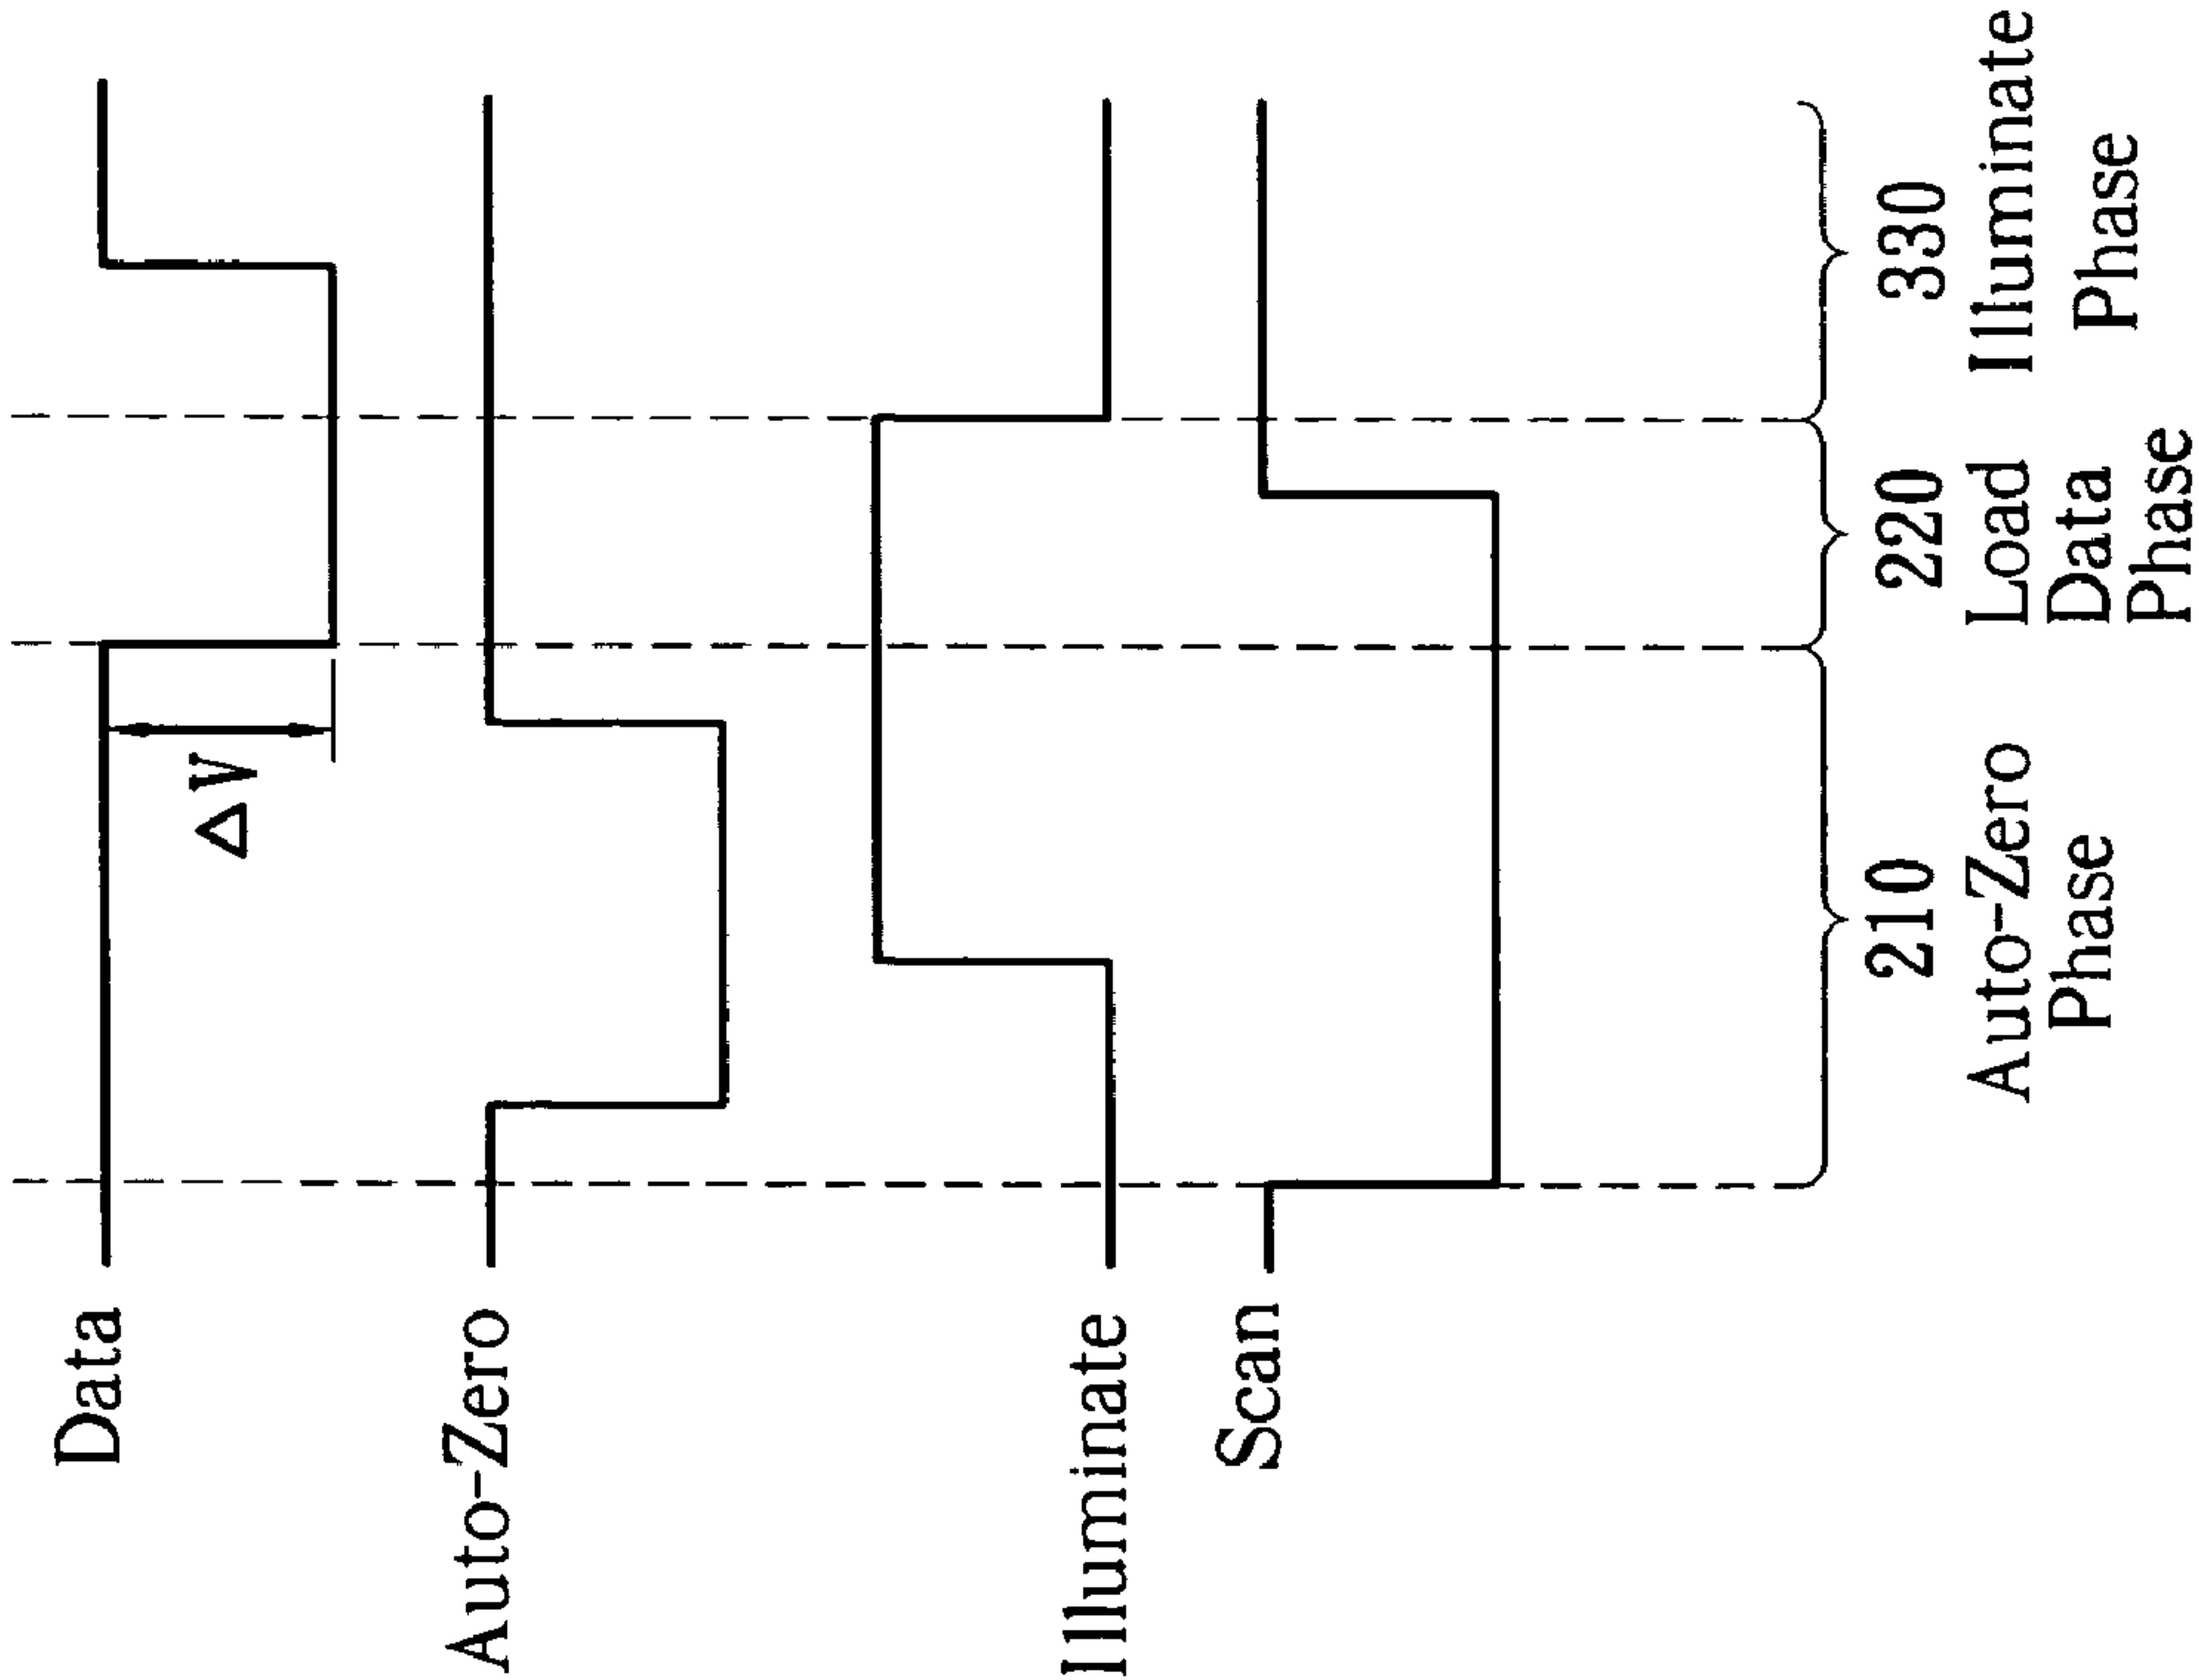 Data
ΔV
Auto-Zero
Illuminate
Scan
210
Auto-Zero
Phase
220
Load
Data
Phase
330
Illuminate
Phase